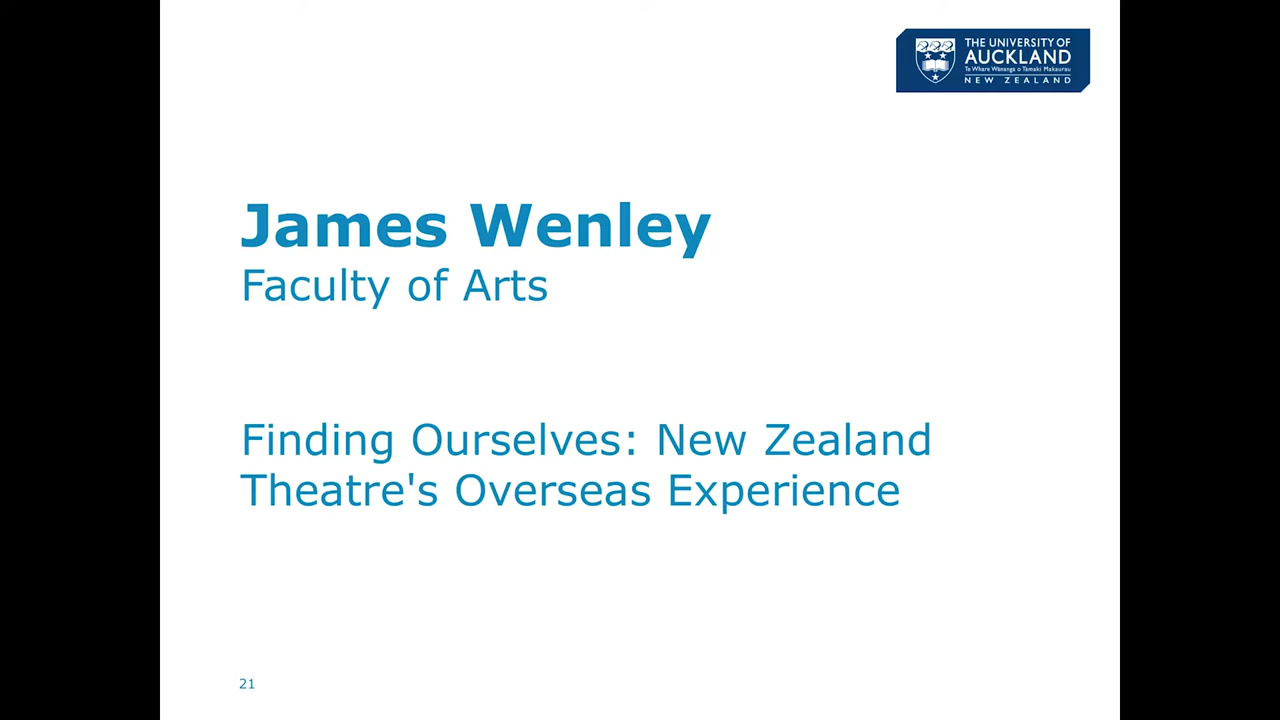 THE UNIVERSITY OF
AUCKLAND
Te Whare Wānanga o Tāmaki Makaurau
NEW ZEALAND
James Wenley
Faculty of Arts
Finding Ourselves: New Zealand
Theatre's Overseas Experience
21